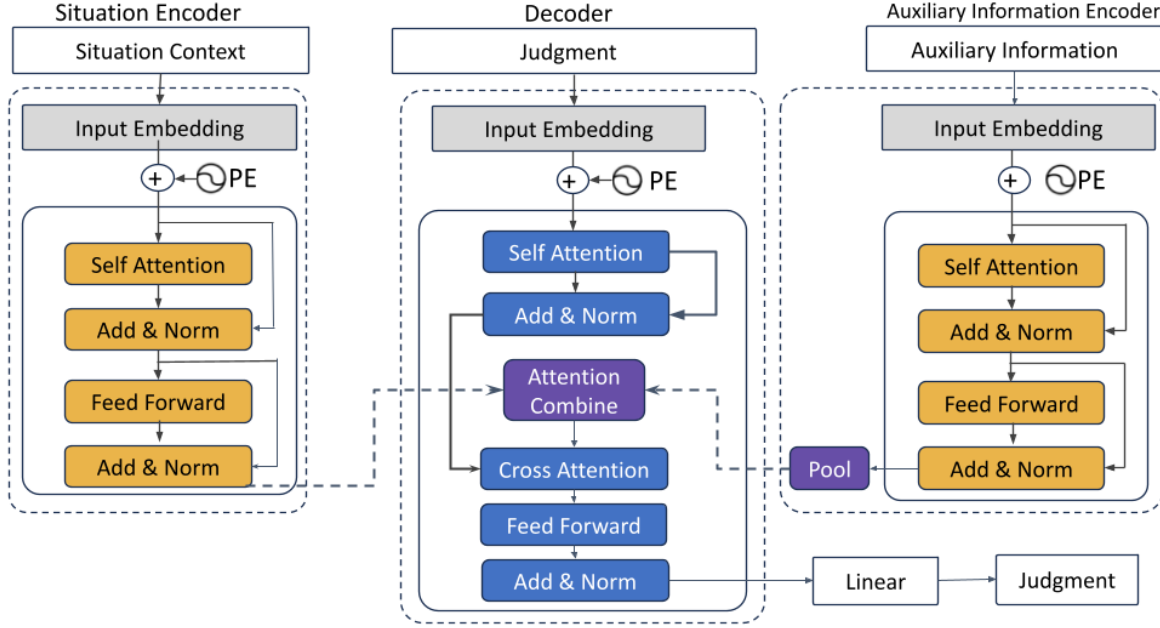 Situation Encoder
Situation Context
Input Embedding
+
PE
Self Attention
Add & Norm
Feed Forward
Add & Norm
Decoder
Judgment
Input Embedding
+
PE
Self Attention
Add & Norm
Attention
Combine
Cross Attention
Feed Forward
Add & Norm
Linear
Judgment
Auxiliary Information Encoder
Auxiliary Information
Input Embedding
+
PE
Self Attention
Add & Norm
Feed Forward
Add & Norm
Pool